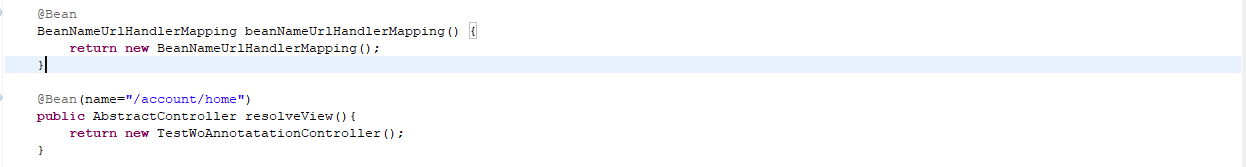 @Bean
BeanNameUrlHandlerMapping beanNameUrlHandlerMapping() {
return new BeanNameUrlHandlerMapping();
}
@Bean(name="/account/home")
public AbstractController resolveView(){
return new TestWoAnnotatationController();
}